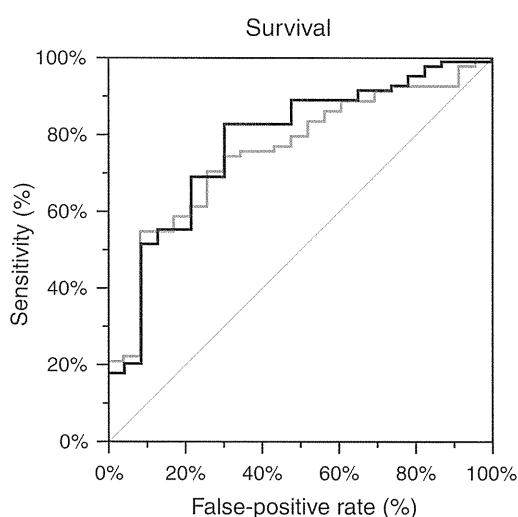 Survival
100%
80%
60%
40%
20%
0%
Sensitivity (%)
0% 20% 40% 60% 80% 100%
False-positive rate (%)